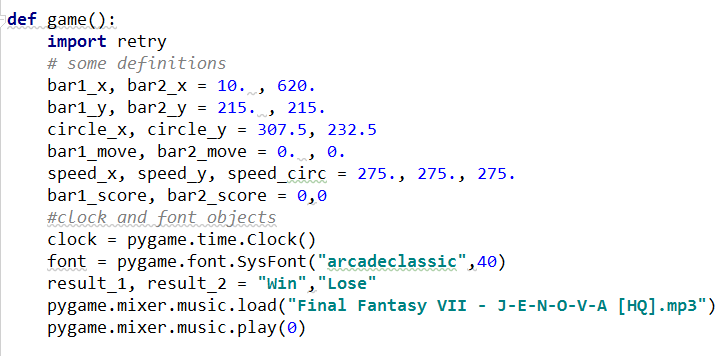 def game():
    import retry
    # some definitions
    bar1_x, bar2_x = 10. , 620.
    bar1_y, bar2_y = 215. , 215.
    circle_x, circle_y = 307.5, 232.5
    bar1_move, bar2_move = 0. , 0.
    speed_x, speed_y, speed_circ = 275., 275., 275.
    bar1_score, bar2_score = 0,0
    #clock and font objects
    clock = pygame.time.Clock()
    font = pygame.font.SysFont("arcadeclassic",40)
    result_1, result_2 = "Win","Lose"
    pygame.mixer.music.load("Final Fantasy VII - J-E-N-O-V-A [HQ].mp3")
    pygame.mixer.music.play(0)